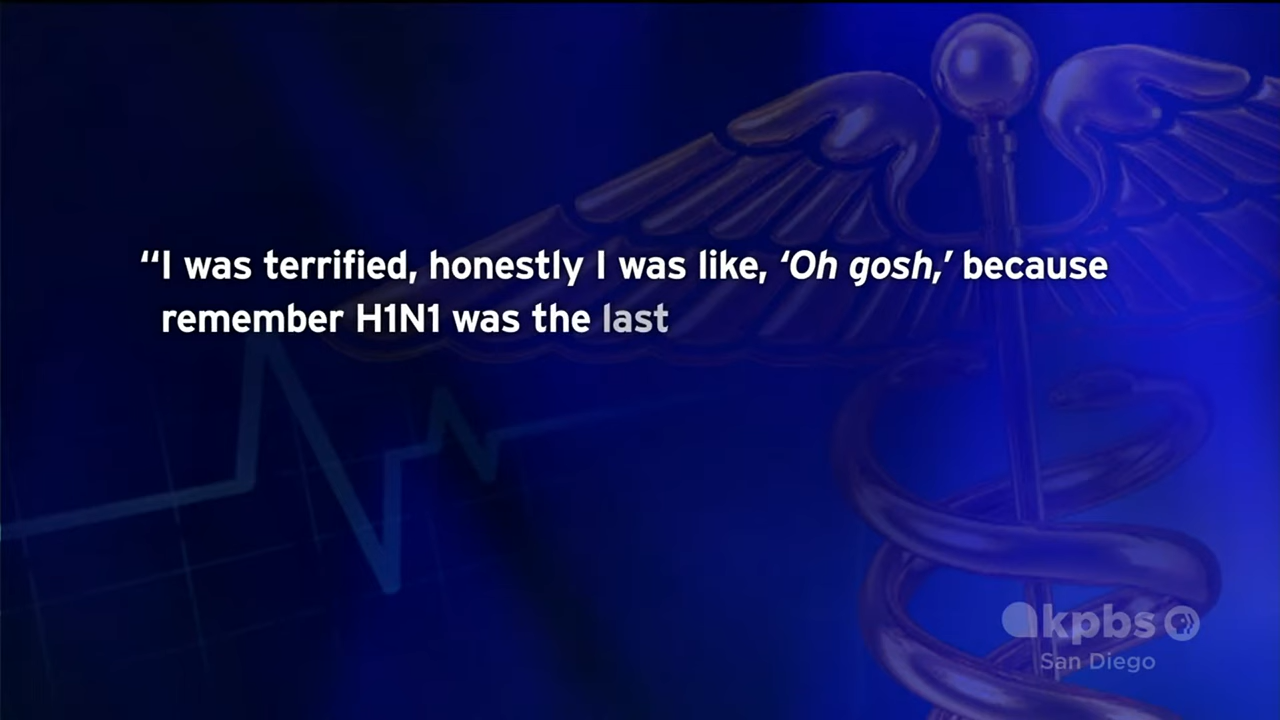 “I was terrified, honestly I was like, ‘Oh gosh,’ because
remember H1N1 was the last
kpbs
San Diego